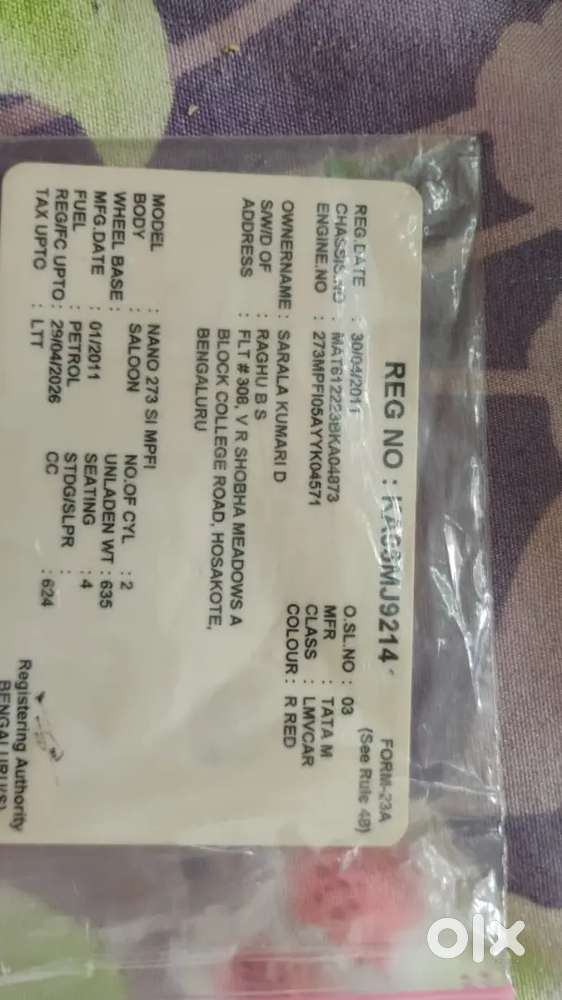 FORM-23A
(See Rule 48)
REG NO : KA53MJ9214
REG.DATE : 30/04/2011 O.SL.NO : 03
CHASSIS.NO : MAT612223BKA04873 MFR : TATA M
ENGINE.NO : 273MPFI05AYYK04571 CLASS : LMVCAR
COLOUR : R RED
OWNERNAME : SARALA KUMARI D
S/W/D OF : RAGHU B S
ADDRESS : FLT # 308, V R SHOBHA MEADOWS A
BLOCK COLLEGE ROAD, HOSAKOTE,
BENGALURU
MODEL : NANO 273 SI MPFI
BODY : SALOON NO.OF CYL : 2
WHEEL BASE : UNLADEN WT : 635
MFG.DATE : 01/2011 SEATING : 4
FUEL : PETROL STDG/SLPR :
REG/FC UPTO : 29/04/2026 CC : 624
TAX UPTO : LTT
Registering Authority
BENGALURU(S)
olx